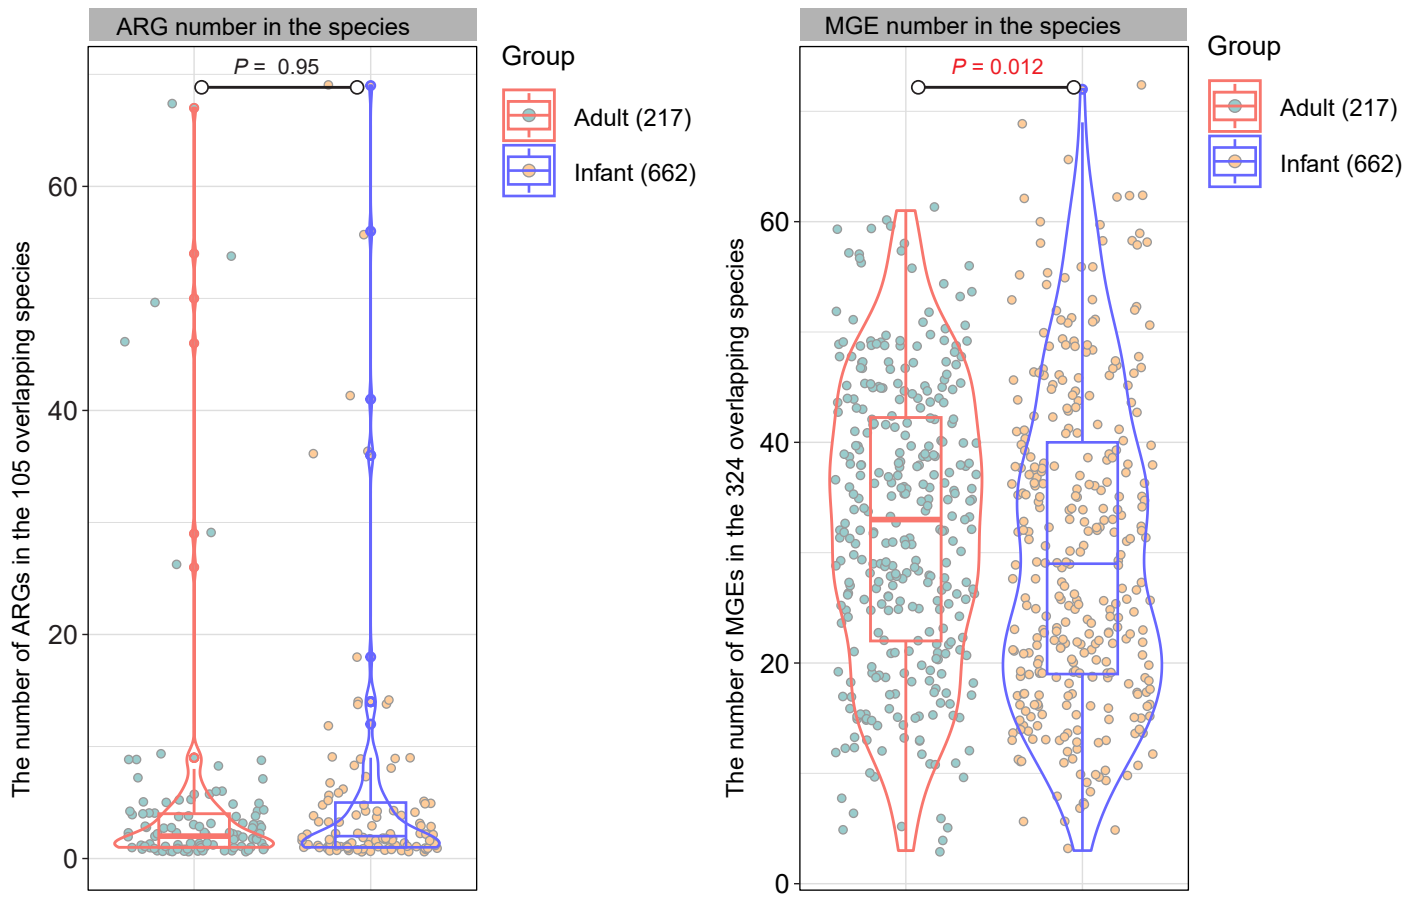 ARG number in the species
The number of ARGs in the 105 overlapping species
60
40
20
0
P = 0.95
Group
Adult (217)
Infant (662)
MGE number in the species
The number of MGEs in the 324 overlapping species
60
40
20
0
P = 0.012
Group
Adult (217)
Infant (662)